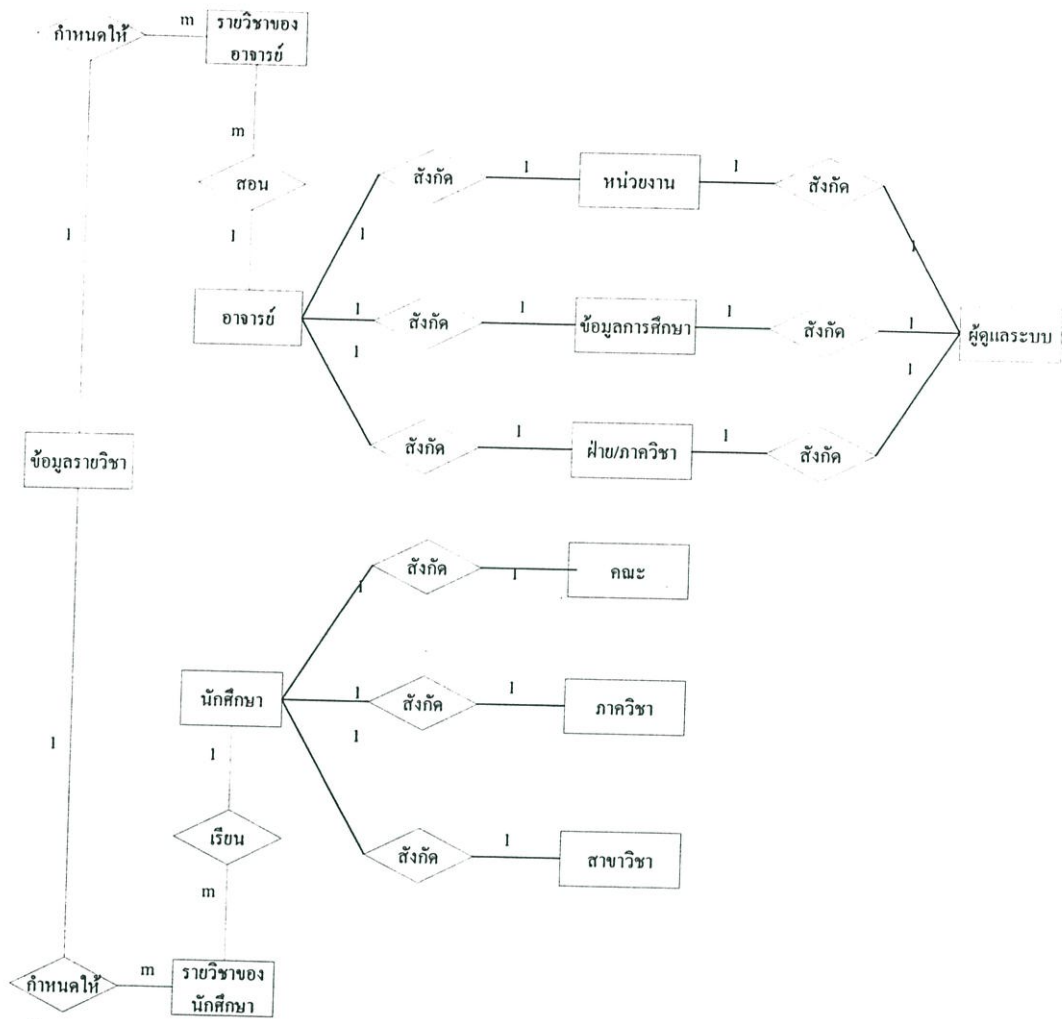 กำหนดให้ m รายวิชาของ
อาจารย์
m
สอน
1
1
สังกัด 1 หน่วยงาน 1 สังกัด
1 1
อาจารย์ 1 สังกัด 1 ข้อมูลการศึกษา 1 สังกัด 1 ผู้ดูแลระบบ
1 1
สังกัด 1 ฝ่าย/ภาควิชา 1 สังกัด
ข้อมูลรายวิชา
สังกัด 1 คณะ
1
นักศึกษา 1 สังกัด 1 ภาควิชา
1
1
1
เรียน
สังกัด 1 สาขาวิชา
m
กำหนดให้ m รายวิชาของ
นักศึกษา